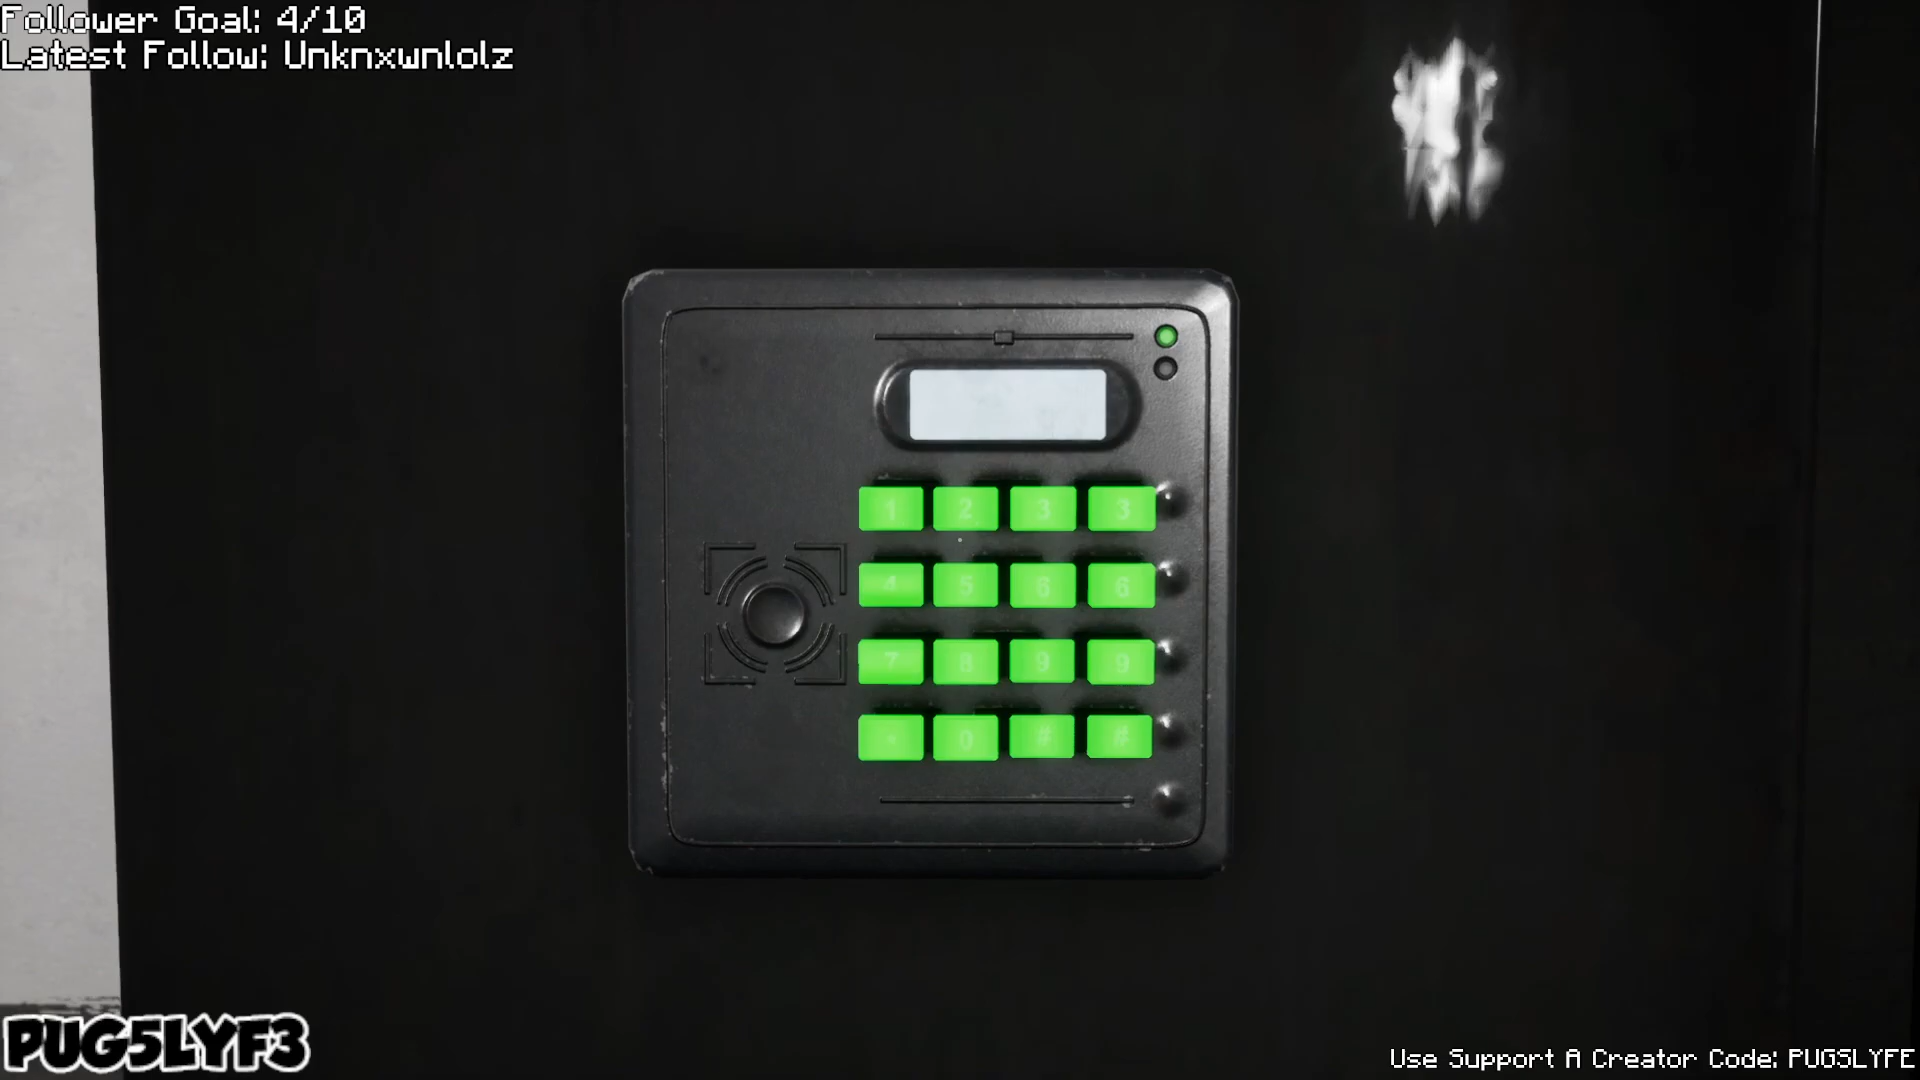 Follower Goal: 4/10
Latest Follow: Unknxwnlolz
1 2 3 3
4 5 6 6
7 8 9 9
* 0 # #
PUG5LYF3
Use Support A Creator Code: PUG5LYFE